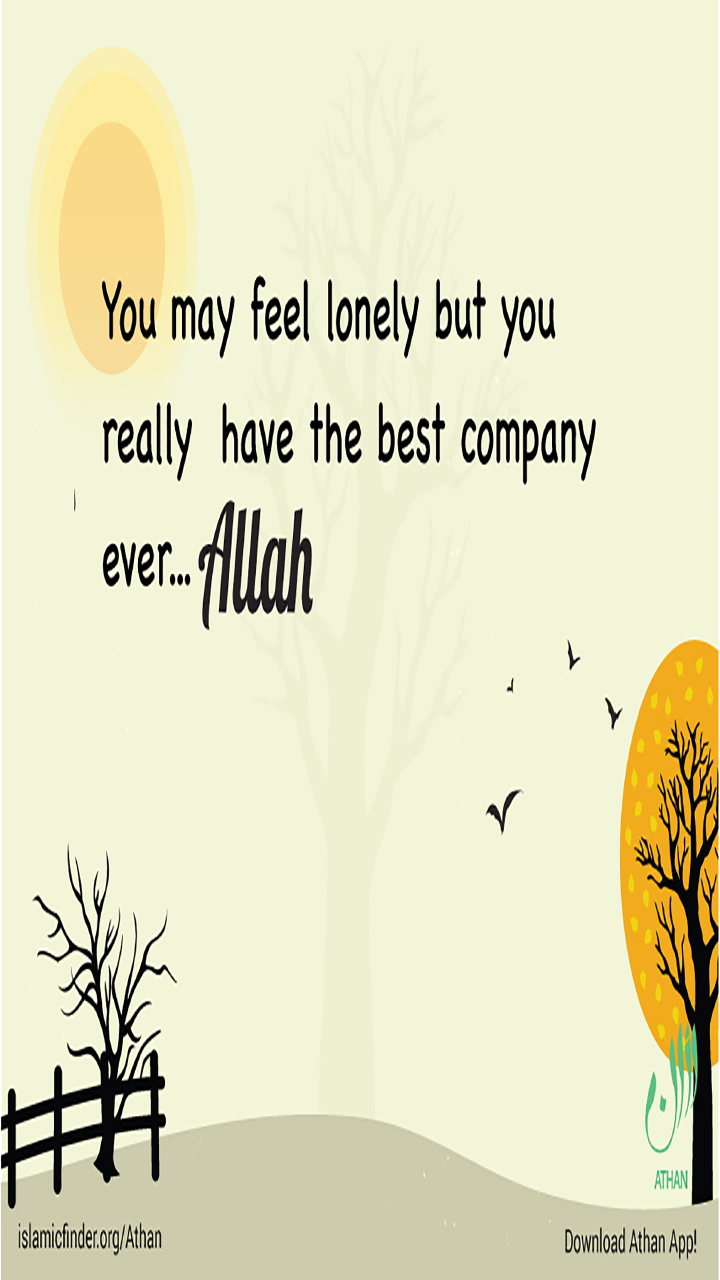 You may feel lonely but you
really have the best company
ever... Allah
اذان
ATHAN
islamicfinder.org/Athan
Download Athan App!